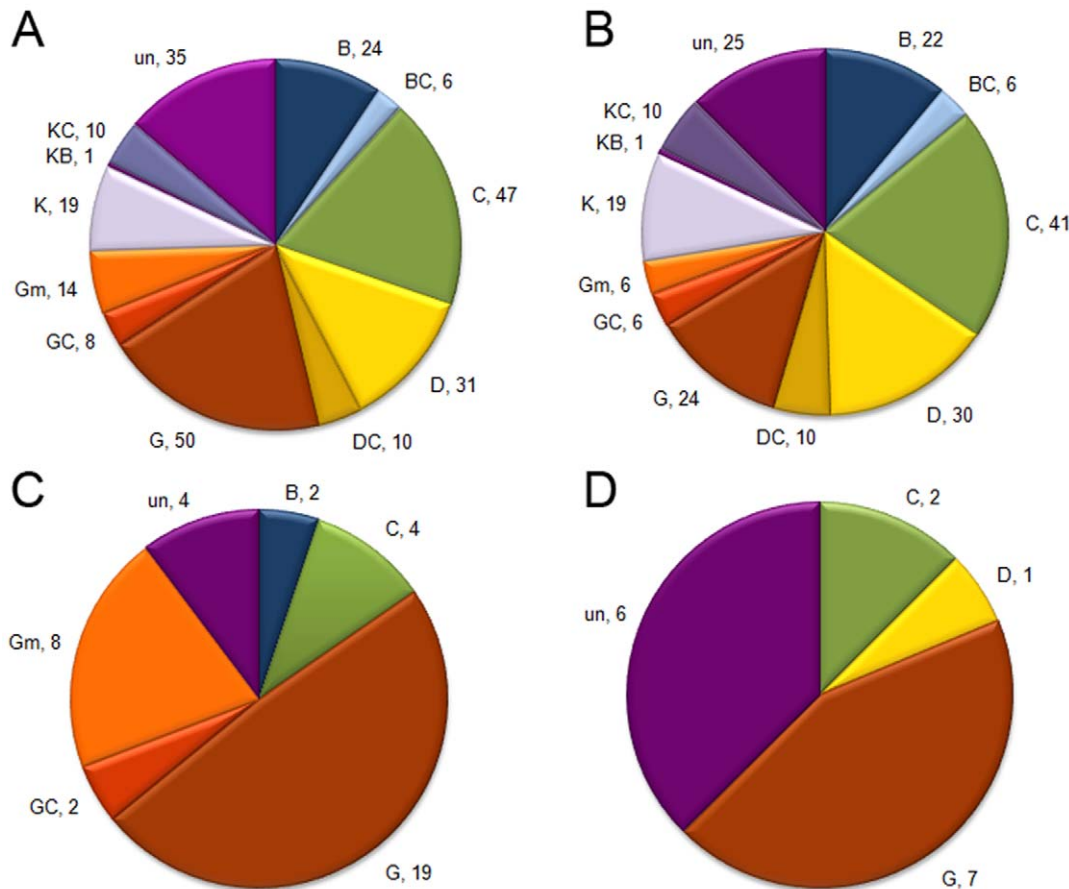 A
un, 35
B, 24
BC, 6
KC, 10
KB, 1
C, 47
K, 19
Gm, 14
GC, 8
D, 31
G, 50
DC, 10
B
un, 25
B, 22
BC, 6
KC, 10
KB, 1
K, 19
C, 41
Gm, 6
GC, 6
G, 24
D, 30
DC, 10
C
un, 4
B, 2
C, 4
Gm, 8
GC, 2
G, 19
D
C, 2
D, 1
un, 6
G, 7